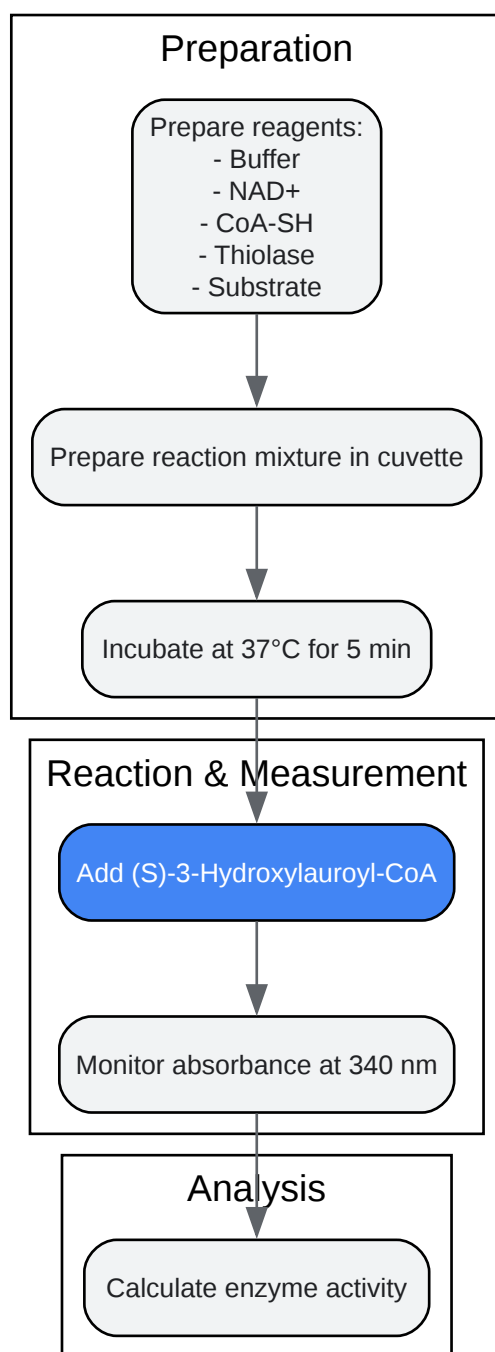 Preparation
Prepare reagents:
- Buffer
- NAD+
- CoA-SH
- Thiolase
- Substrate
Prepare reaction mixture in cuvette
Incubate at 37°C for 5 min
Reaction & Measurement
Add (S)-3-Hydroxylauroyl-CoA
Monitor absorbance at 340 nm
Analysis
Calculate enzyme activity